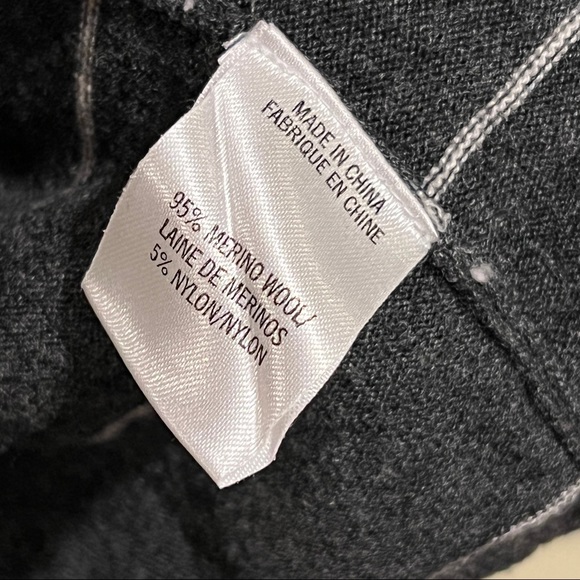 MADE IN CHINA
FABRIQUE EN CHINE
95% MERINO WOOL/
LAINE DE MERINOS
5% NYLON/NYLON